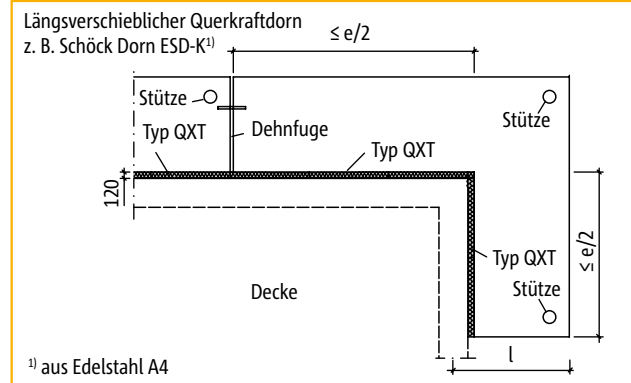 Längsverschieblicher Querkraftdorn
z. B. Schöck Dorn ESD-K¹⁾
≤ e/2
Stütze
Stütze
Dehnfuge
Typ QXT
Typ QXT
120
Typ QXT
≤ e/2
Decke
Stütze
l
¹⁾ aus Edelstahl A4